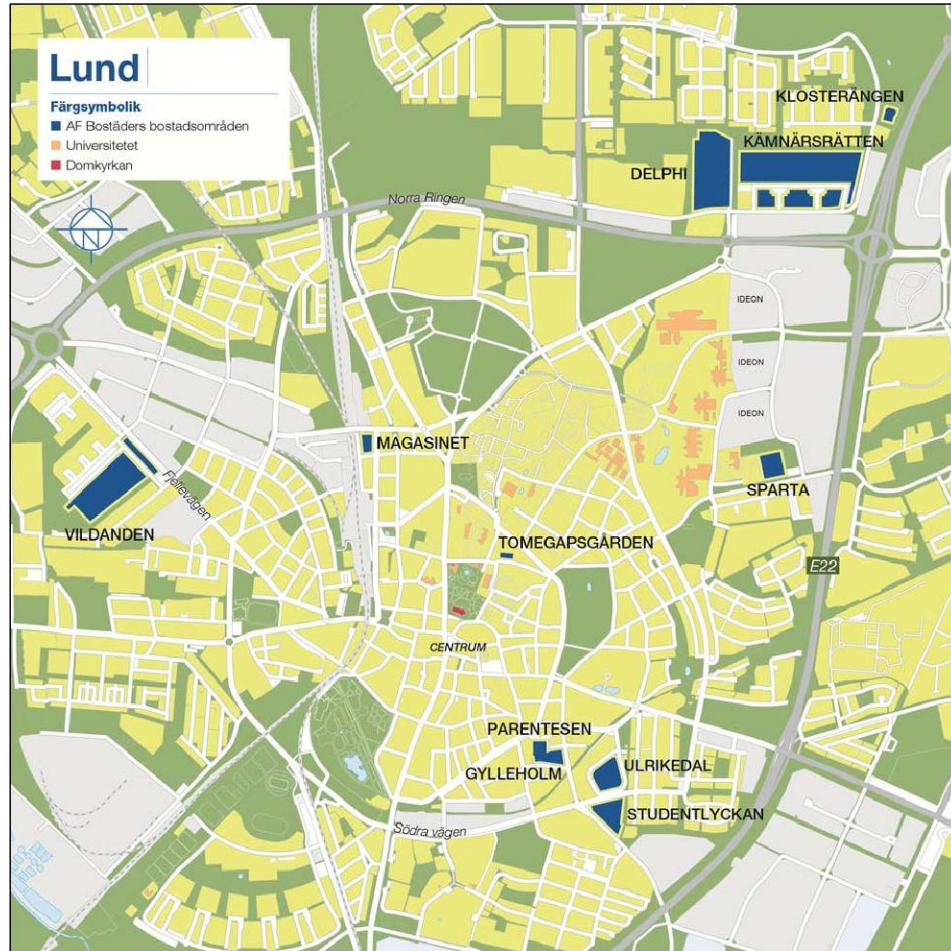 Lund
Färgsymbolik
AF Bostäders bostadsområden
Universitetet
Domkyrkan
N
KLOSTERÄNGEN
KÄMNÄRSRÄTTEN
DELPHI
Norra Ringen
IDEON
IDEON
IDEON
MAGASINET
SPARTA
Fjelievägen
VILDANDEN
TOMEGAPSGÅRDEN
E22
CENTRUM
PARENTESEN
GYLLEHOLM
ULRIKEDAL
STUDENTLYCKAN
Södra vägen